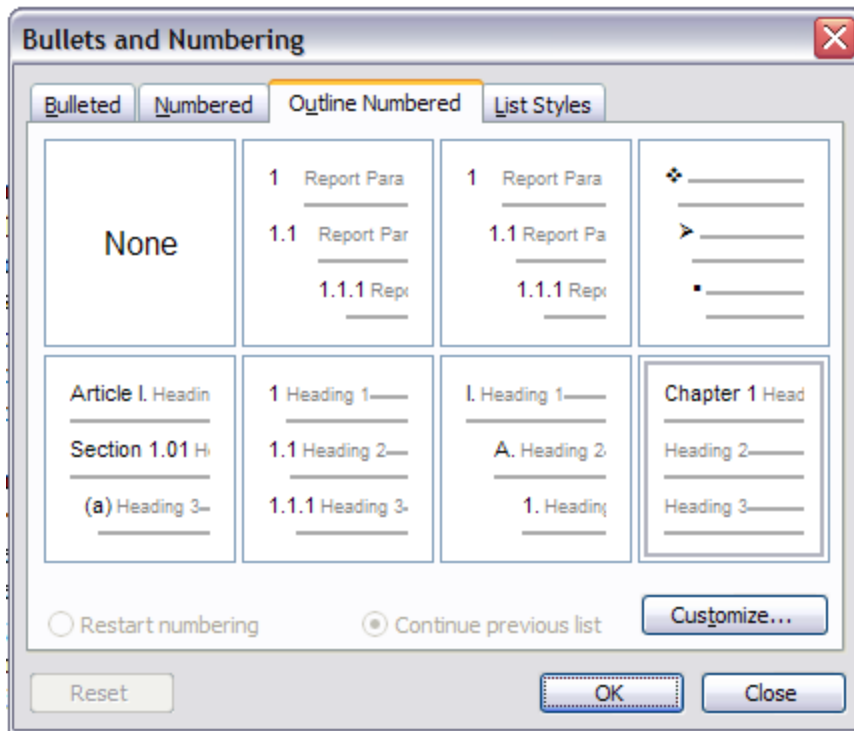 Bullets and Numbering
Bulleted Numbered Outline Numbered List Styles
None
1 Report Para
1.1 Report Par
1.1.1 Repo
1 Report Para
1.1 Report Pa
1.1.1 Rep
Article I. Headin
Section 1.01 H
(a) Heading 3
1 Heading 1
1.1 Heading 2
1.1.1 Heading 3
I. Heading 1
A. Heading 2
1. Heading
Chapter 1 Head
Heading 2
Heading 3
Restart numbering Continue previous list Customize...
Reset OK Close